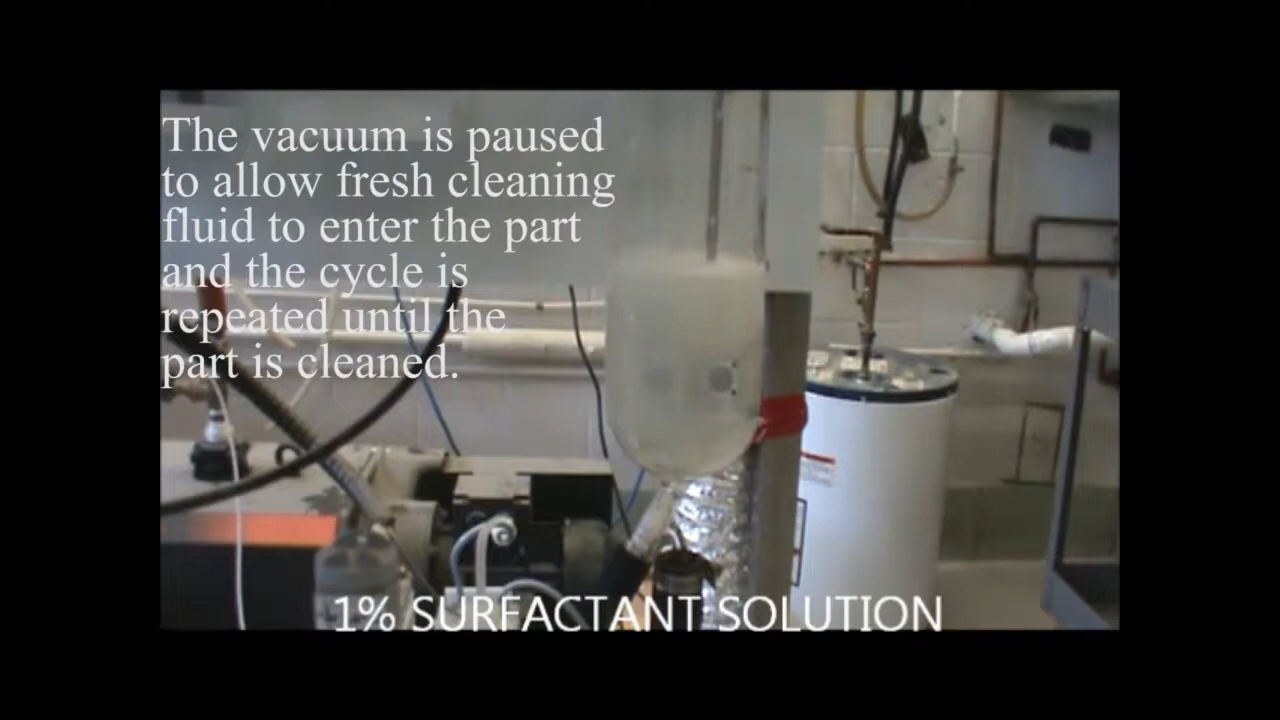 The vacuum is paused
to allow fresh cleaning
fluid to enter the part
and the cycle is
repeated until the
part is cleaned.
1% SURFACTANT SOLUTION